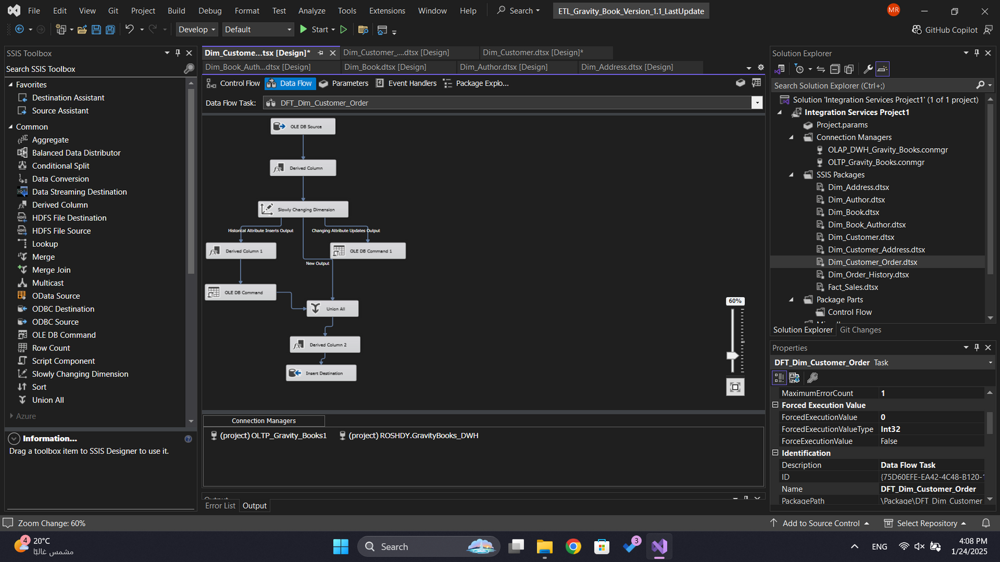 File Edit View Git Project Build Debug Format Test Analyze Tools Extensions Window Help Search ETL_Gravity_Book_Version_1.1_LastUpdate MR
Develop Default Start GitHub Copilot
SSIS Toolbox
Search SSIS Toolbox
Favorites
Destination Assistant
Source Assistant
Common
Aggregate
Balanced Data Distributor
Conditional Split
Data Conversion
Data Streaming Destination
Derived Column
HDFS File Destination
HDFS File Source
Lookup
Merge
Merge Join
Multicast
OData Source
ODBC Destination
ODBC Source
OLE DB Command
Row Count
Script Component
Slowly Changing Dimension
Sort
Union All
Azure
Information...
Drag a toolbox item to SSIS Designer to use it.
Dim_Custome...tsx [Design]* Dim_Customer_....dtsx [Design] Dim_Customer.dtsx [Design]*
Dim_Book_Auth...dtsx [Design] Dim_Book.dtsx [Design] Dim_Author.dtsx [Design] Dim_Address.dtsx [Design]
Control Flow Data Flow Parameters Event Handlers Package Explo...
Data Flow Task: DFT_Dim_Customer_Order
OLE DB Source
Derived Column
Slowly Changing Dimension
Historical Attribute Inserts Output Changing Attribute Updates Output
Derived Column 1 OLE DB Command 1
New Output
OLE DB Command
Union All
Derived Column 2
Insert Destination
60%
Connection Managers
(project) OLTP_Gravity_Books1 (project) ROSHDY.GravityBooks_DWH
Output
Error List Output
Solution Explorer
Search Solution Explorer (Ctrl+;)
Solution 'Integration Services Project1' (1 of 1 project)
Integration Services Project1
Project.params
Connection Managers
OLAP_DWH_Gravity_Books.conmgr
OLTP_Gravity_Books.conmgr
SSIS Packages
Dim_Address.dtsx
Dim_Author.dtsx
Dim_Book.dtsx
Dim_Book_Author.dtsx
Dim_Customer.dtsx
Dim_Customer_Address.dtsx
Dim_Customer_Order.dtsx
Dim_Order_History.dtsx
Fact_Sales.dtsx
Package Parts
Control Flow
Solution Explorer Git Changes
Properties
DFT_Dim_Customer_Order Task
MaximumErrorCount 1
Forced Execution Value
ForcedExecutionValue 0
ForcedExecutionValueType Int32
ForceExecutionValue False
Identification
Description Data Flow Task
ID {75D60EFE-EA42-4C48-B120-1
Name DFT_Dim_Customer_Order
PackagePath \Package\DFT_Dim_Customer
Zoom Change: 60% Add to Source Control Select Repository
4 20°C
مشمس غالبًا
Search 3 ENG
4:08 PM
1/24/2025